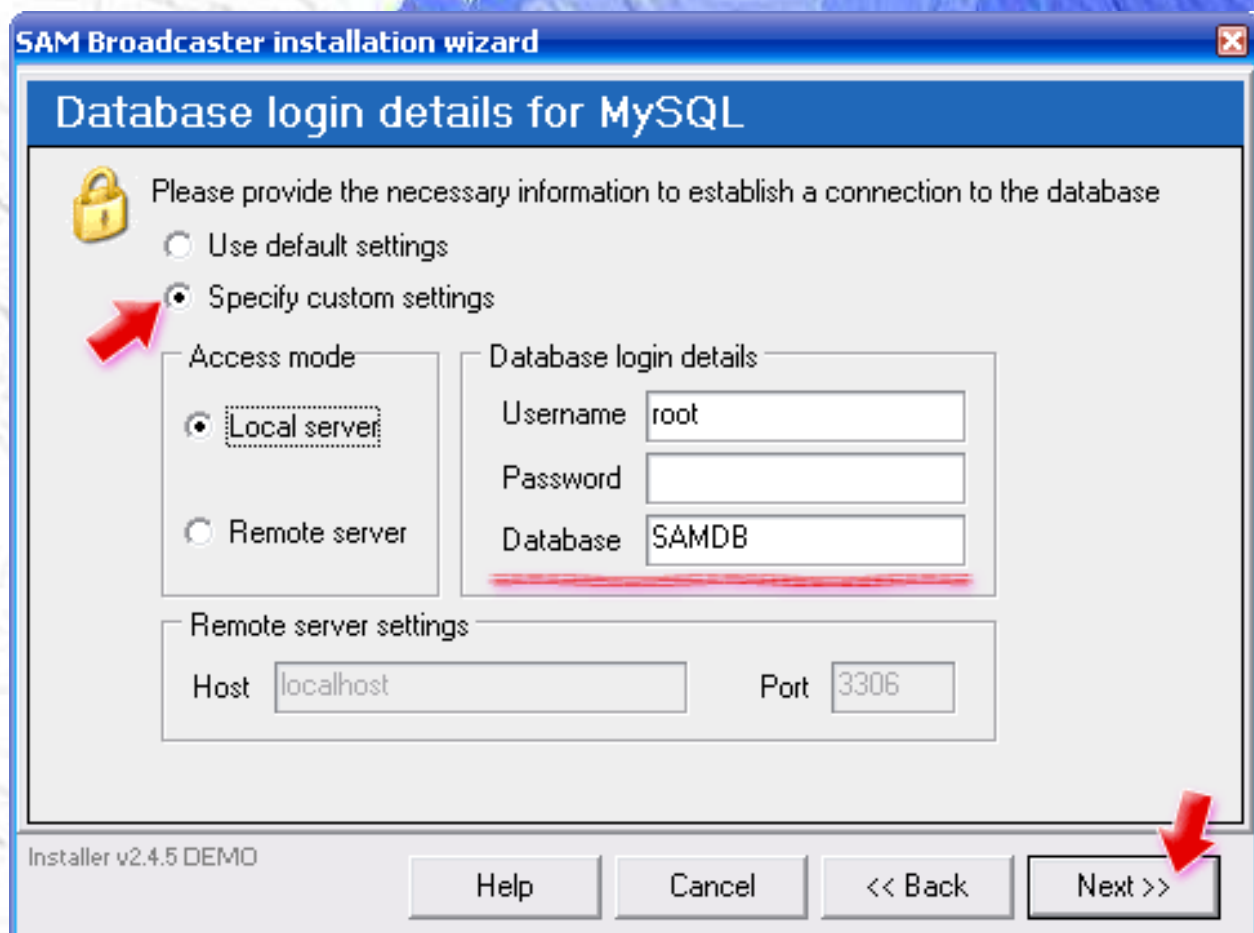 SAM Broadcaster installation wizard
Database login details for MySQL
Please provide the necessary information to establish a connection to the database
Use default settings
Specify custom settings
Access mode
Local server
Remote server
Database login details
Username root
Password
Database SAMDB
Remote server settings
Host localhost Port 3306
Installer v2.4.5 DEMO
Help Cancel << Back Next >>